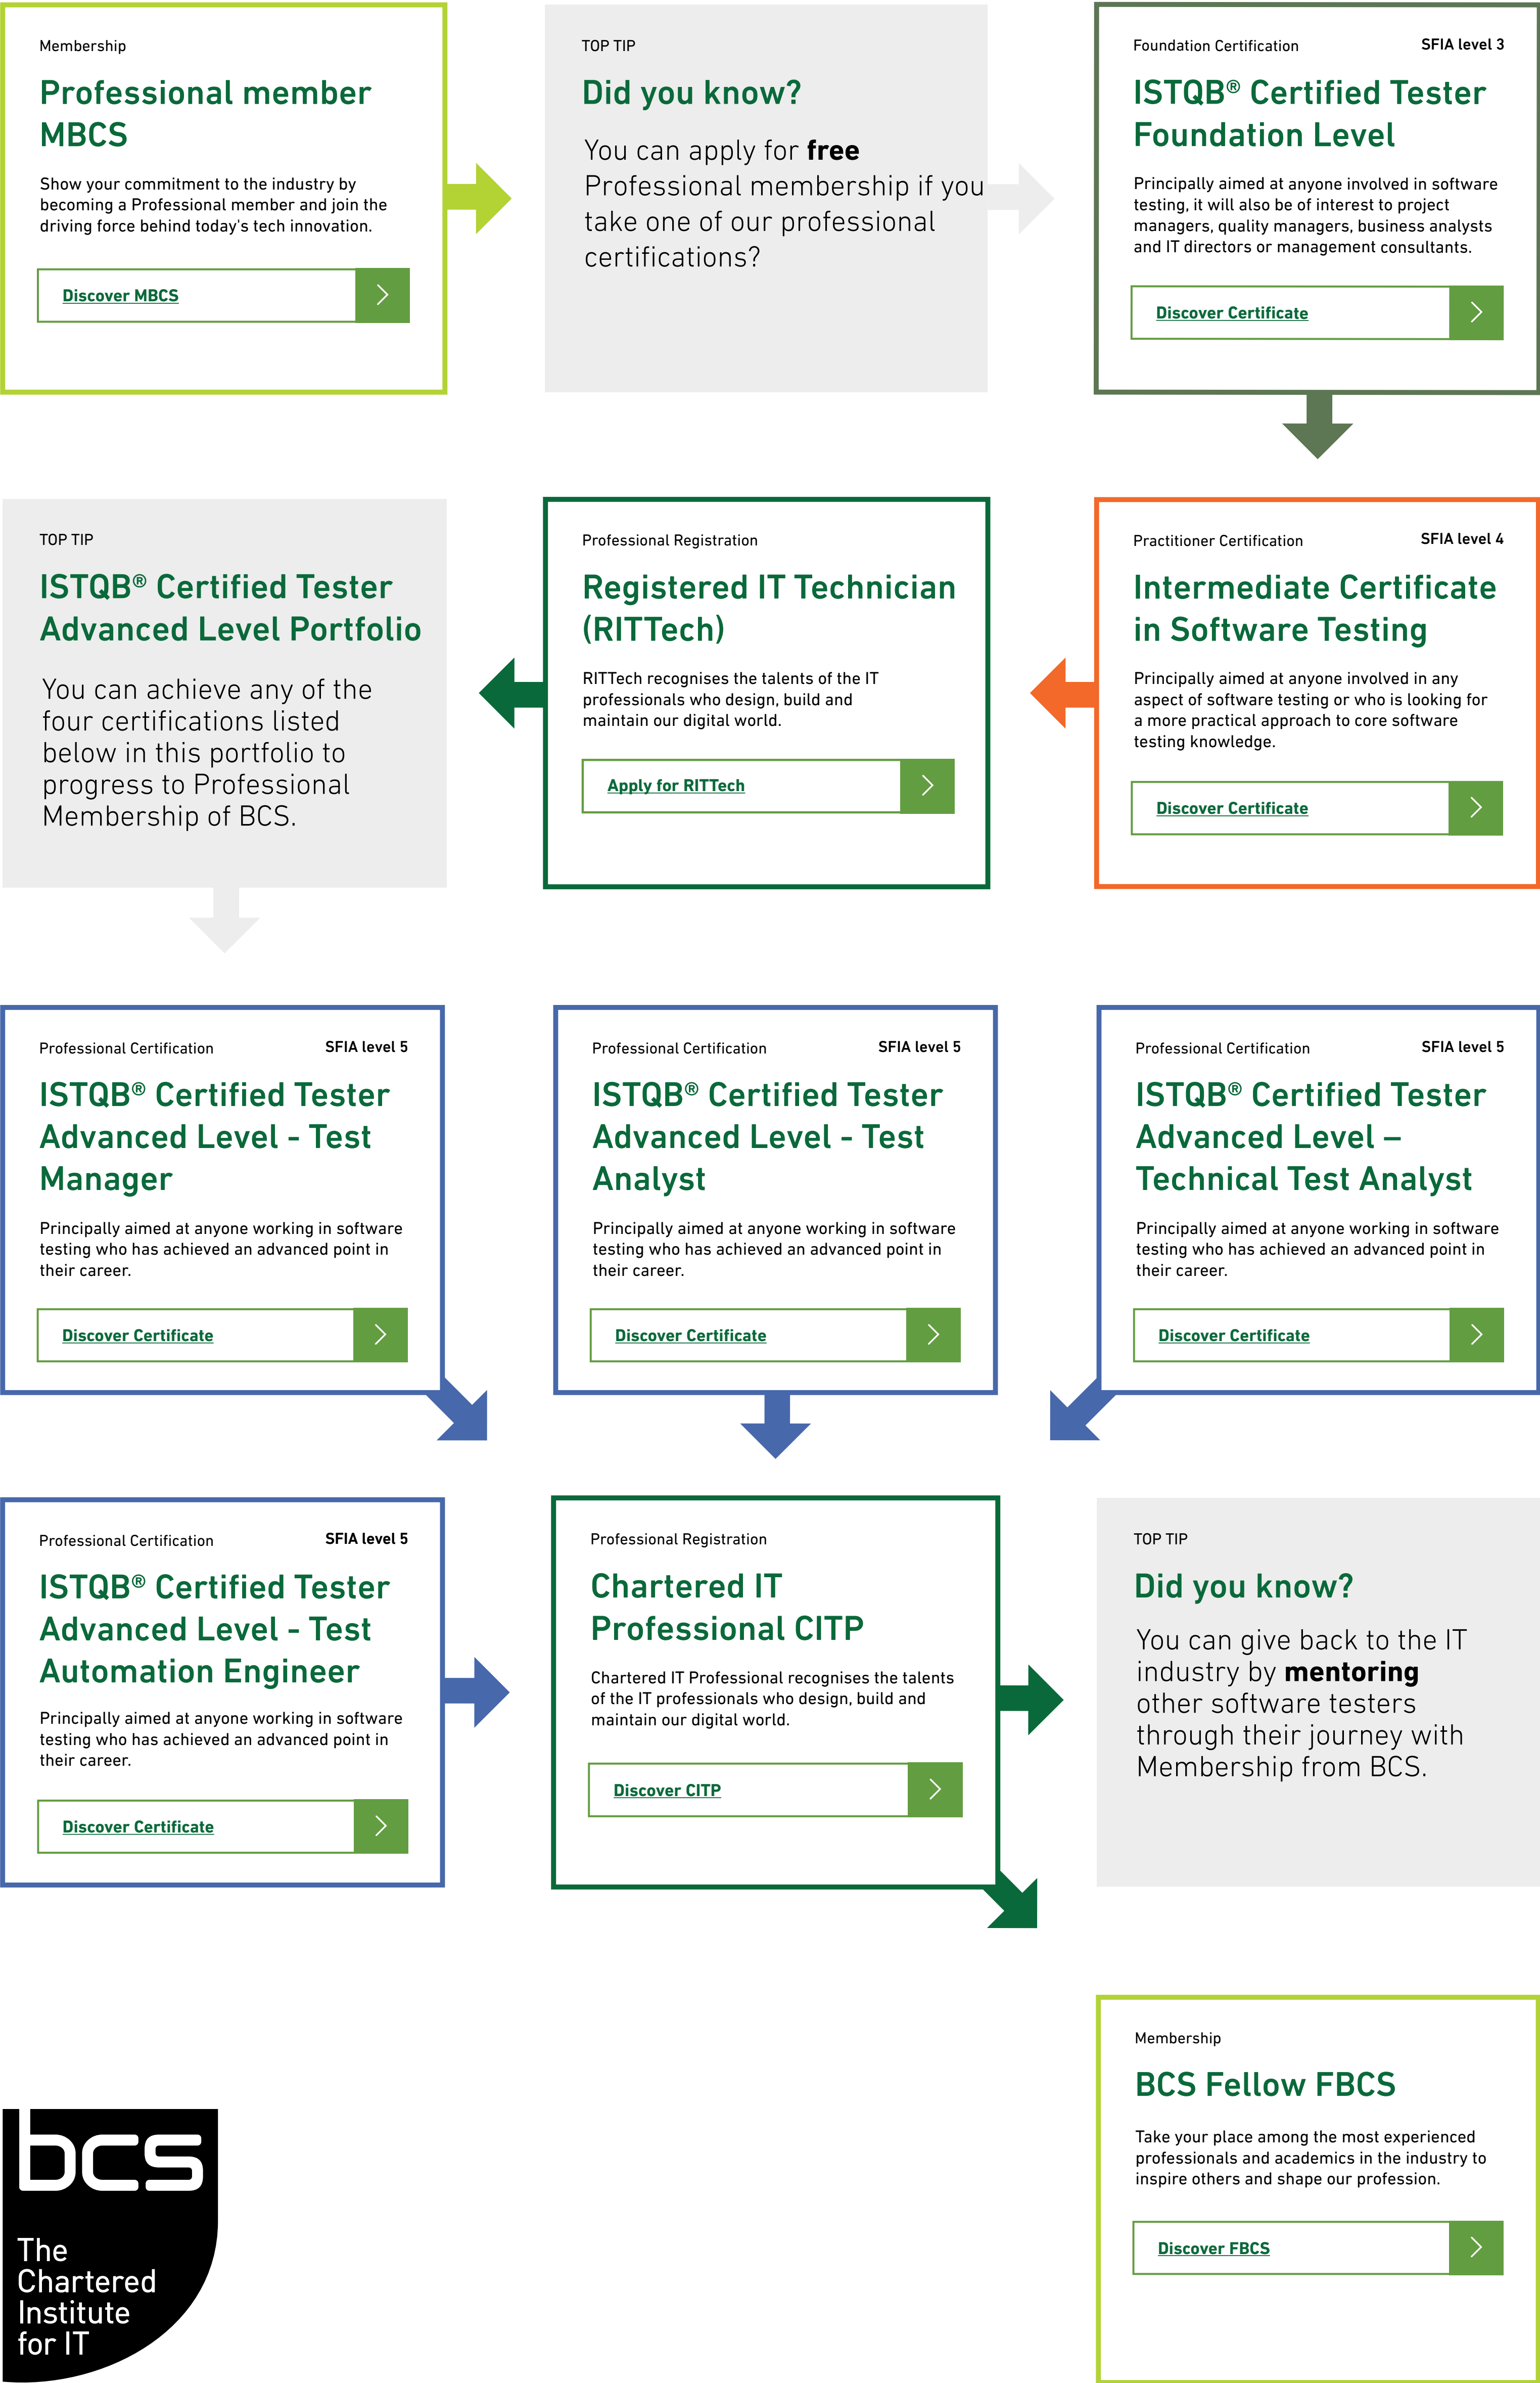 Membership
Professional member
MBCS
Show your commitment to the industry by
becoming a Professional member and join the
driving force behind today's tech innovation.
Discover MBCS
TOP TIP
Did you know?
You can apply for free
Professional membership if you
take one of our professional
certifications?
Foundation Certification
SFIA level 3
ISTQB® Certified Tester
Foundation Level
Principally aimed at anyone involved in software
testing, it will also be of interest to project
managers, quality managers, business analysts
and IT directors or management consultants.
Discover Certificate
TOP TIP
ISTQB® Certified Tester
Advanced Level Portfolio
You can achieve any of the
four certifications listed
below in this portfolio to
progress to Professional
Membership of BCS.
Professional Registration
Registered IT Technician
(RITTech)
RITTech recognises the talents of the IT
professionals who design, build and
maintain our digital world.
Apply for RITTech
Practitioner Certification
SFIA level 4
Intermediate Certificate
in Software Testing
Principally aimed at anyone involved in any
aspect of software testing or who is looking for
a more practical approach to core software
testing knowledge.
Discover Certificate
Professional Certification
SFIA level 5
ISTQB® Certified Tester
Advanced Level - Test
Manager
Principally aimed at anyone working in software
testing who has achieved an advanced point in
their career.
Discover Certificate
Professional Certification
SFIA level 5
ISTQB® Certified Tester
Advanced Level - Test
Analyst
Principally aimed at anyone working in software
testing who has achieved an advanced point in
their career.
Discover Certificate
Professional Certification
SFIA level 5
ISTQB® Certified Tester
Advanced Level –
Technical Test Analyst
Principally aimed at anyone working in software
testing who has achieved an advanced point in
their career.
Discover Certificate
Professional Certification
SFIA level 5
ISTQB® Certified Tester
Advanced Level - Test
Automation Engineer
Principally aimed at anyone working in software
testing who has achieved an advanced point in
their career.
Discover Certificate
Professional Registration
Chartered IT
Professional CITP
Chartered IT Professional recognises the talents
of the IT professionals who design, build and
maintain our digital world.
Discover CITP
TOP TIP
Did you know?
You can give back to the IT
industry by mentoring
other software testers
through their journey with
Membership from BCS.
Membership
BCS Fellow FBCS
Take your place among the most experienced
professionals and academics in the industry to
inspire others and shape our profession.
Discover FBCS
bcs
The
Chartered
Institute
for IT